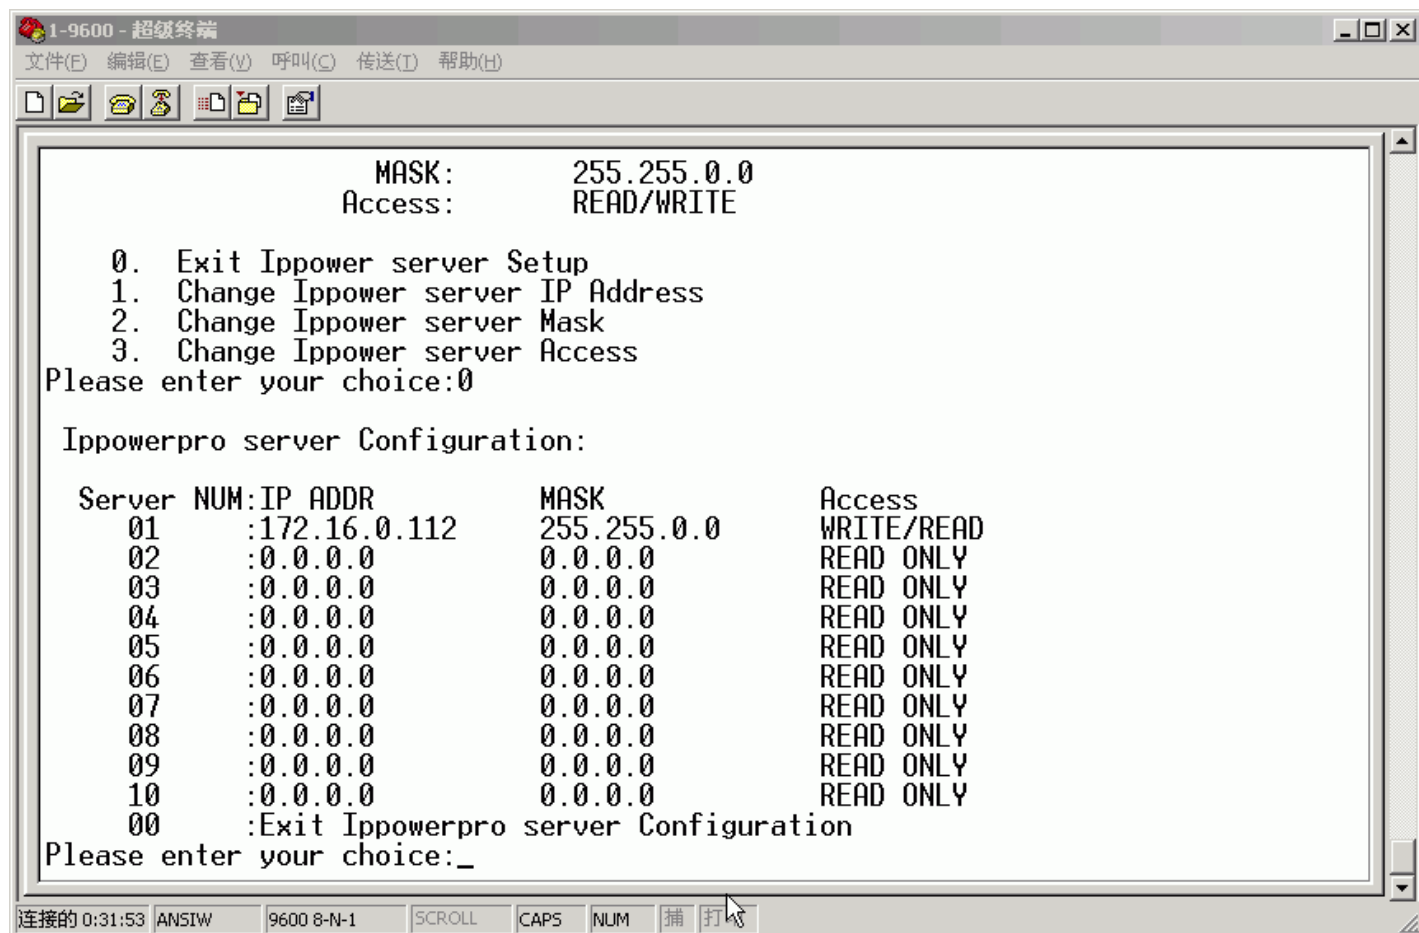 1-9600 - 超级终端
文件(F) 编辑(E) 查看(V) 呼叫(C) 传送(T) 帮助(H)
MASK: 255.255.0.0
Access: READ/WRITE
0. Exit Ippower server Setup
1. Change Ippower server IP Address
2. Change Ippower server Mask
3. Change Ippower server Access
Please enter your choice:0
Ippowerpro server Configuration:
Server NUM:IP ADDR MASK Access
01 :172.16.0.112 255.255.0.0 WRITE/READ
02 :0.0.0.0 0.0.0.0 READ ONLY
03 :0.0.0.0 0.0.0.0 READ ONLY
04 :0.0.0.0 0.0.0.0 READ ONLY
05 :0.0.0.0 0.0.0.0 READ ONLY
06 :0.0.0.0 0.0.0.0 READ ONLY
07 :0.0.0.0 0.0.0.0 READ ONLY
08 :0.0.0.0 0.0.0.0 READ ONLY
09 :0.0.0.0 0.0.0.0 READ ONLY
10 :0.0.0.0 0.0.0.0 READ ONLY
00 :Exit Ippowerpro server Configuration
Please enter your choice:_
连接的 0:31:53 ANSIW 9600 8-N-1 SCROLL CAPS NUM 捕 打